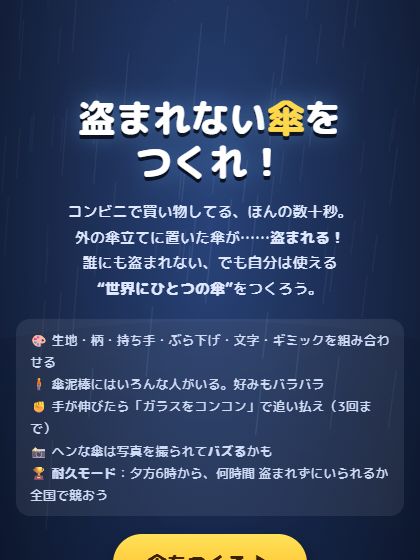 盗まれない傘を
つくれ！
コンビニで買い物してる、ほんの数十秒。
外の傘立てに置いた傘が……盗まれる！
誰にも盗まれない、でも自分は使える
“世界にひとつの傘”をつくろう。
🎨 生地・柄・持ち手・ぶら下げ・文字・ギミックを組み合わ
せる
🧍 傘泥棒にはいろんな人がいる。好みもバラバラ
✊ 手が伸びたら「ガラスをコンコン」で追い払え（3回ま
で）
📸 ヘンな傘は写真を撮られてバズるかも
🏆 耐久モード：夕方6時から、何時間 盗まれずにいられるか
全国で競おう
傘をつくる ♪